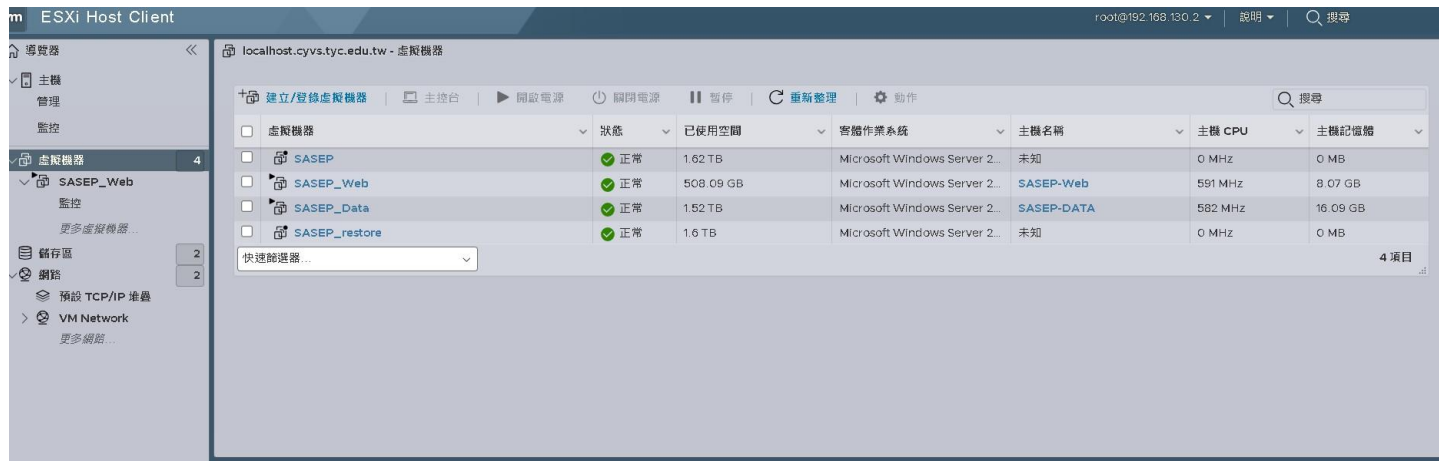 m ESXi Host Client
root@192.168.130.2 | 說明 | 搜尋
導覽器
主機
管理
監控
虛擬機器 4
SASEP_Web
監控
更多虛擬機器...
儲存區 2
網路 2
預設 TCP/IP 堆疊
VM Network
更多網路...
localhost.cyvs.tyc.edu.tw - 虛擬機器
建立/登錄虛擬機器 | 主控台 | 開啟電源 關閉電源 暫停 | 重新整理 | 動作 搜尋
虛擬機器 狀態 已使用空間 客體作業系統 主機名稱 主機 CPU 主機記憶體
SASEP 正常 1.62 TB Microsoft Windows Server 2... 未知 0 MHz 0 MB
SASEP_Web 正常 508.09 GB Microsoft Windows Server 2... SASEP-Web 591 MHz 8.07 GB
SASEP_Data 正常 1.52 TB Microsoft Windows Server 2... SASEP-DATA 582 MHz 16.09 GB
SASEP_restore 正常 1.6 TB Microsoft Windows Server 2... 未知 0 MHz 0 MB
快速篩選器... 4 項目